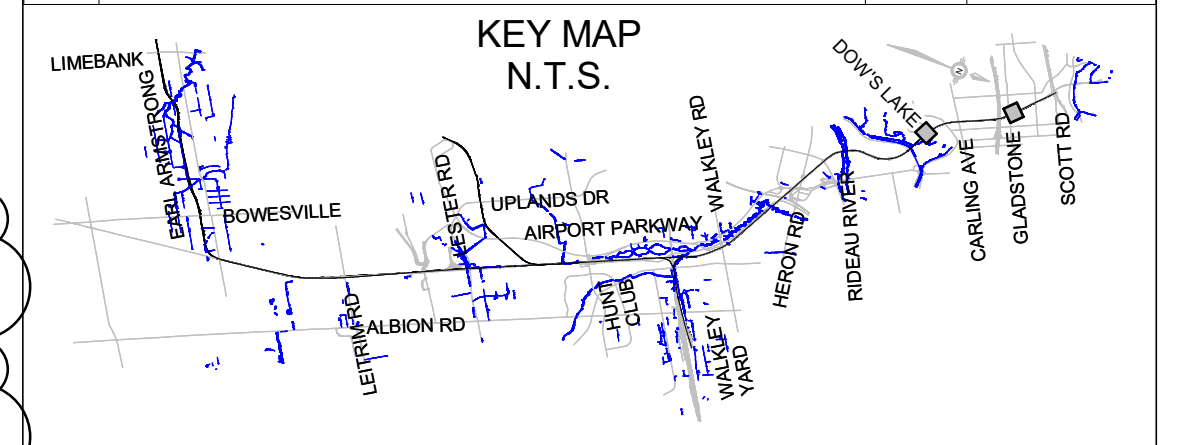 KEY MAP
N.T.S.
LIMEBANK
EARL ARMSTRONG
BOWESVILLE
LEITRIM RD
ALBION RD
LESTER RD
UPLANDS DR
AIRPORT PARKWAY
HUNT
CLUB
WALKLEY RD
WALKLEY
YARD
HERON RD
RIDEAU RIVER
DOW'S LAKE
N
CARLING AVE
GLADSTONE
SCOTT RD